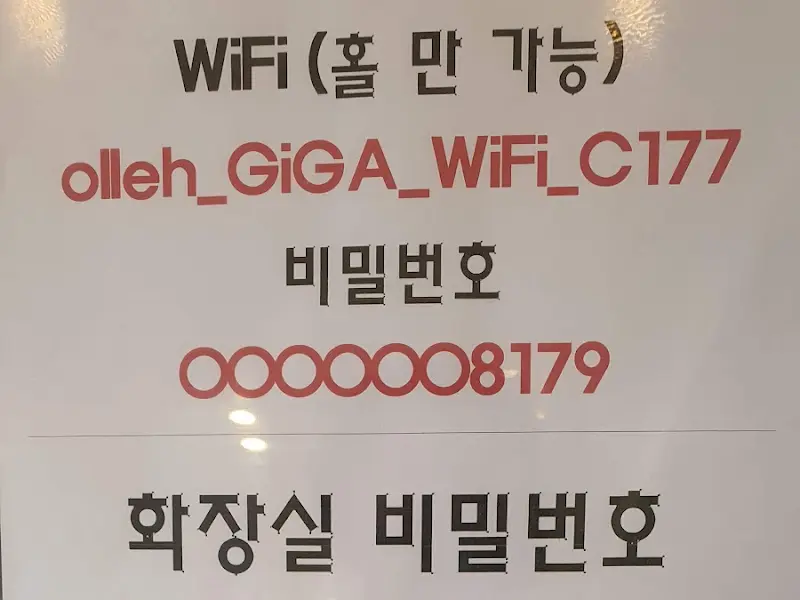 WiFi (홀 만 가능)
olleh_GiGA_WiFi_C177
비밀번호
0000008179
화장실 비밀번호